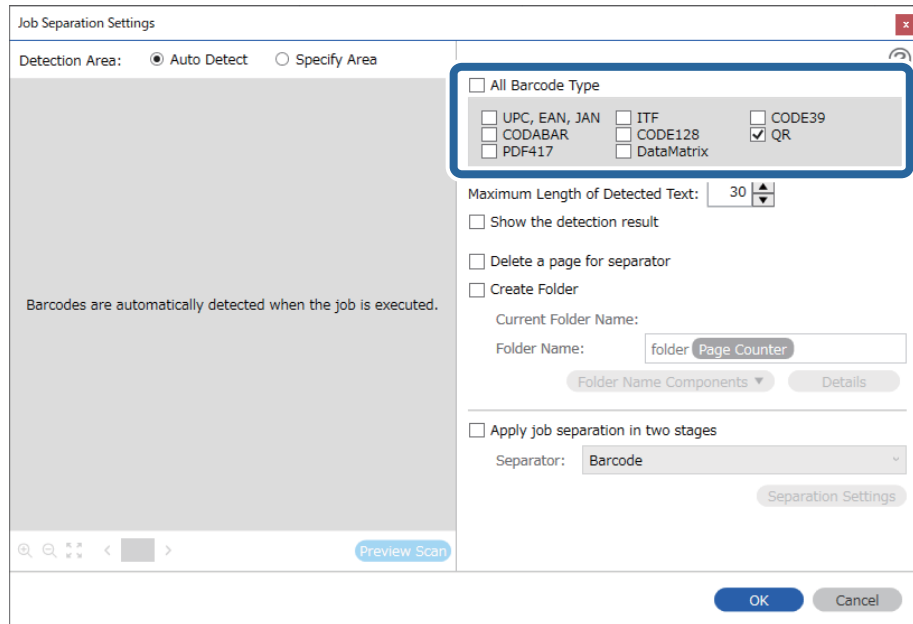 Job Separation Settings
x
Detection Area: Auto Detect Specify Area
?
All Barcode Type
UPC, EAN, JAN ITF CODE39
CODABAR CODE128 QR
PDF417 DataMatrix
Maximum Length of Detected Text: 30
Show the detection result
Delete a page for separator
Create Folder
Barcodes are automatically detected when the job is executed.
Current Folder Name:
Folder Name: folder Page Counter
Folder Name Components Details
Apply job separation in two stages
Separator: Barcode
Separation Settings
Preview Scan
OK Cancel